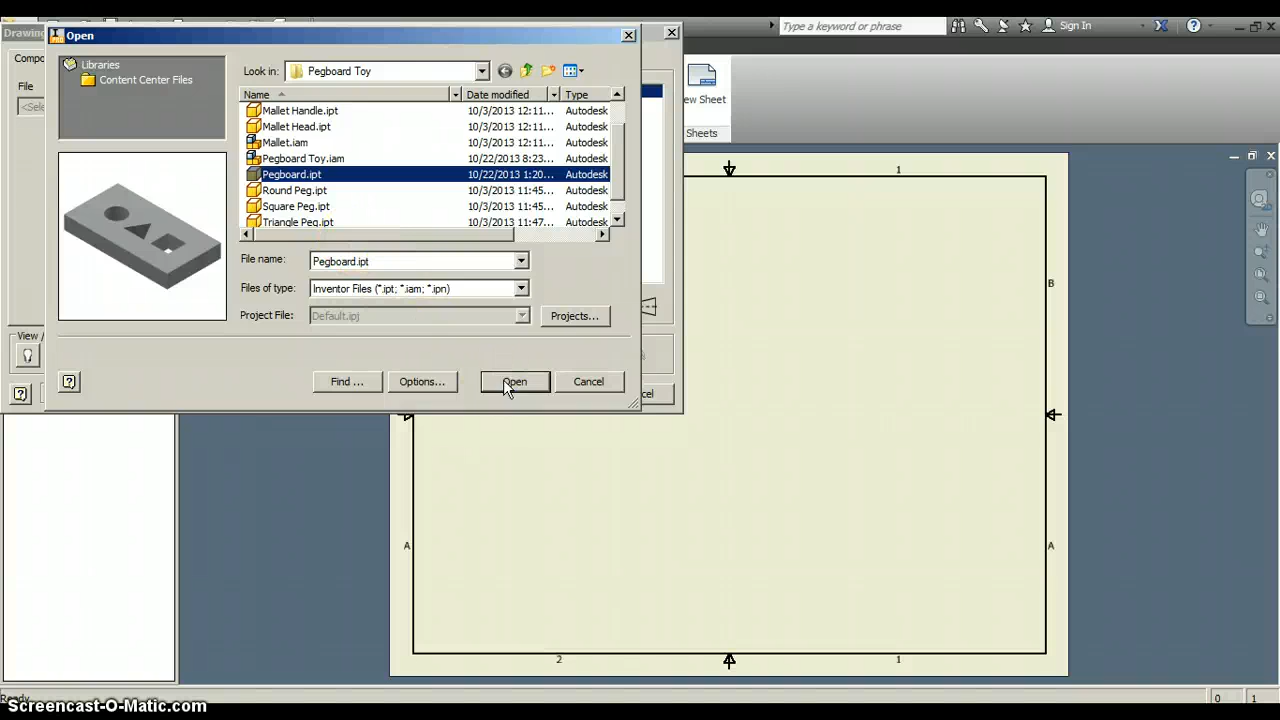 Type a keyword or phrase
Sign In
Drawing
Open
Libraries
Content Center Files
Look in:
Pegboard Toy
Compo
File
<Sele
Name
Date modified
Type
Mallet Handle.ipt 10/3/2013 12:11... Autodesk
Mallet Head.ipt 10/3/2013 12:11... Autodesk
Mallet.iam 10/3/2013 12:11... Autodesk
Pegboard Toy.iam 10/22/2013 8:23... Autodesk
Pegboard.ipt 10/22/2013 1:20... Autodesk
Round Peg.ipt 10/3/2013 11:45... Autodesk
Square Peg.ipt 10/3/2013 11:45... Autodesk
Triangle Peg.ipt 10/3/2013 11:47... Autodesk
File name: Pegboard.ipt
Files of type: Inventor Files (*.ipt; *.iam; *.ipn)
Project File: Default.ipj
Projects...
View /
Find ...
Options...
Open
Cancel
cel
ew Sheet
Sheets
1
B
A
A
2
1
Ready
0
1
Screencast-O-Matic.com